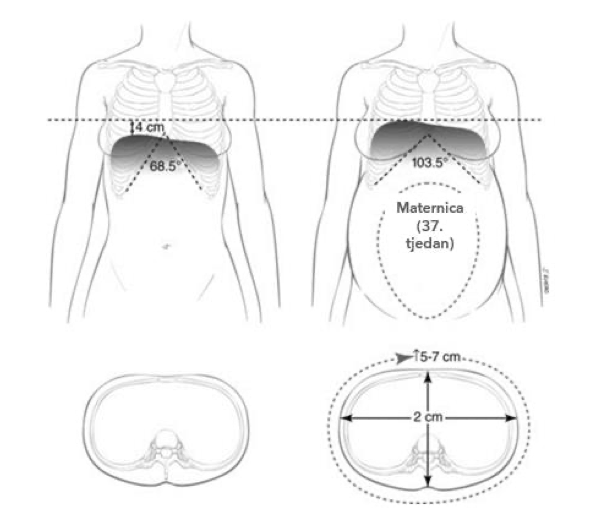 4 cm
68.5°
103.5°
Maternica
(37.
tjedan)
↑5-7 cm
2 cm